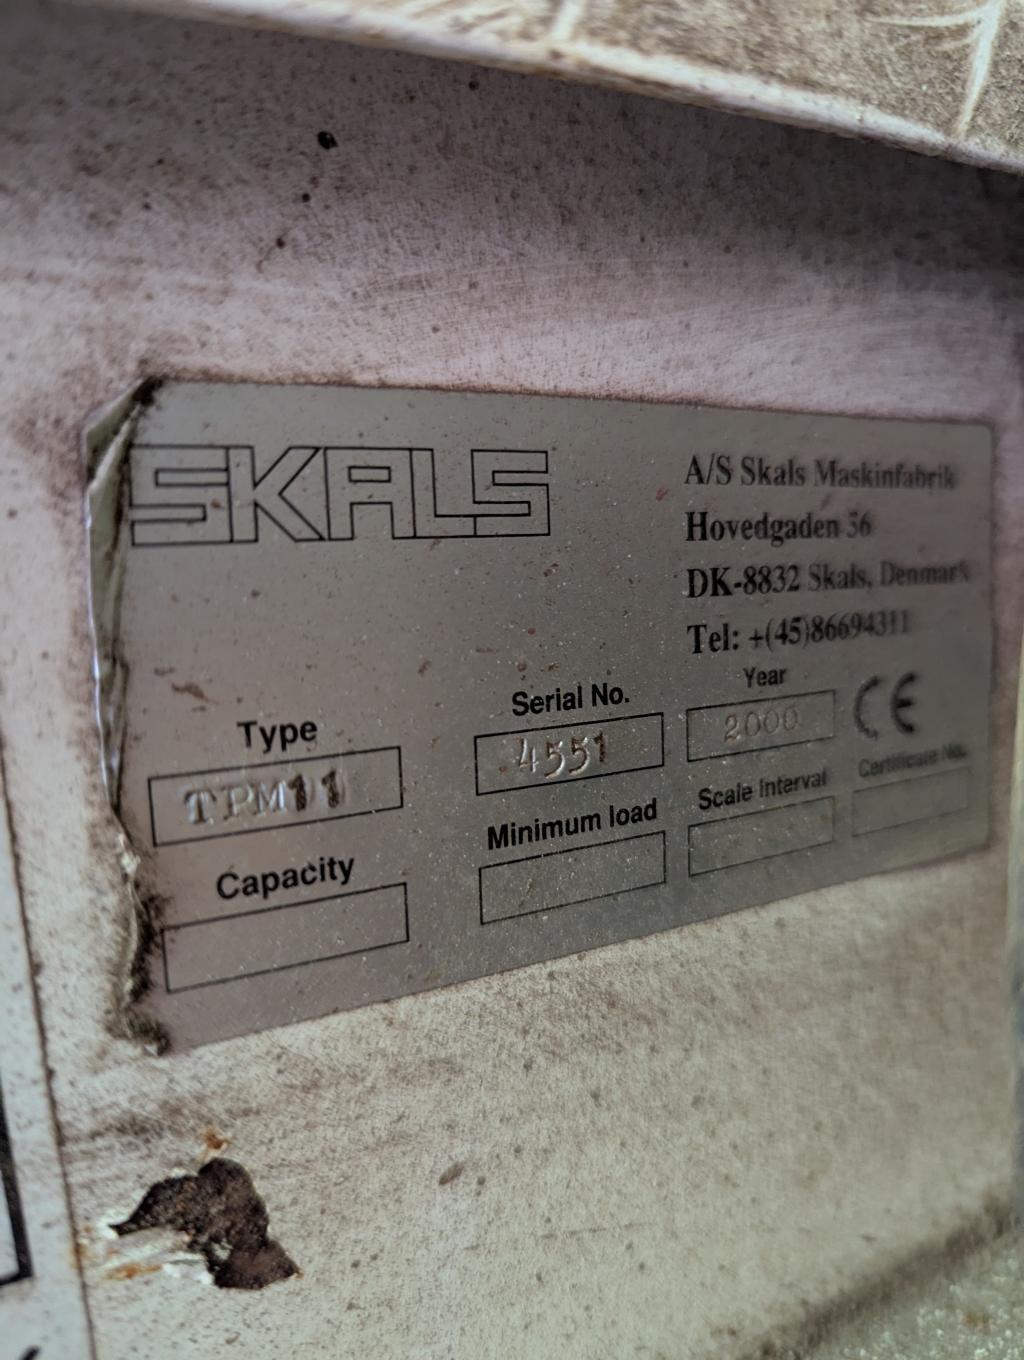 SKALS
A/S Skals Maskinfabrik
Hovedgaden 56
DK-8832 Skals, Denmark
Tel: +(45)86694311
Type
Serial No.
Year
CE
TPM11
4551
2000
Capacity
Minimum load
Scale Interval
Certificate No.